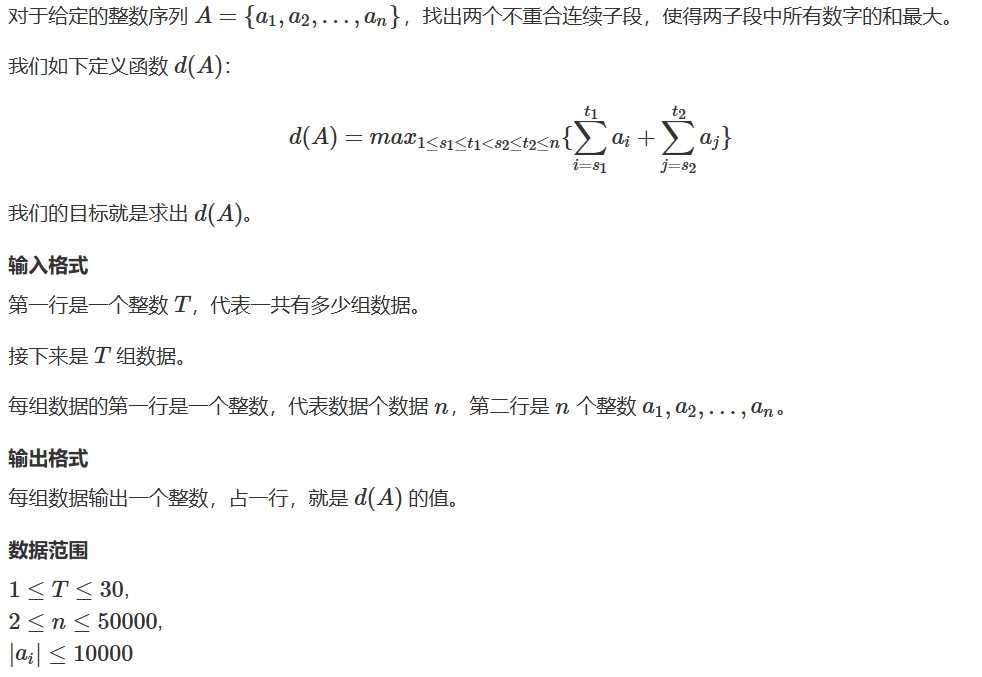 对于给定的整数序列 $A = \{a_1, a_2, \ldots, a_n\}$，找出两个不重合连续子段，使得两子段中所有数字的和最大。
我们如下定义函数 $d(A)$：
$d(A) = max_{1 \le s_1 \le t_1 < s_2 \le t_2 \le n} \{\sum_{i=s_1}^{t_1} a_i + \sum_{j=s_2}^{t_2} a_j\}$
我们的目标就是求出 $d(A)$。
输入格式
第一行是一个整数 $T$，代表一共有多少组数据。
接下来是 $T$ 组数据。
每组数据的第一行是一个整数，代表数据个数据 $n$，第二行是 $n$ 个整数 $a_1, a_2, \ldots, a_n$。
输出格式
每组数据输出一个整数，占一行，就是 $d(A)$ 的值。
数据范围
$1 \le T \le 30$,
$2 \le n \le 50000$,
$|a_i| \le 10000$